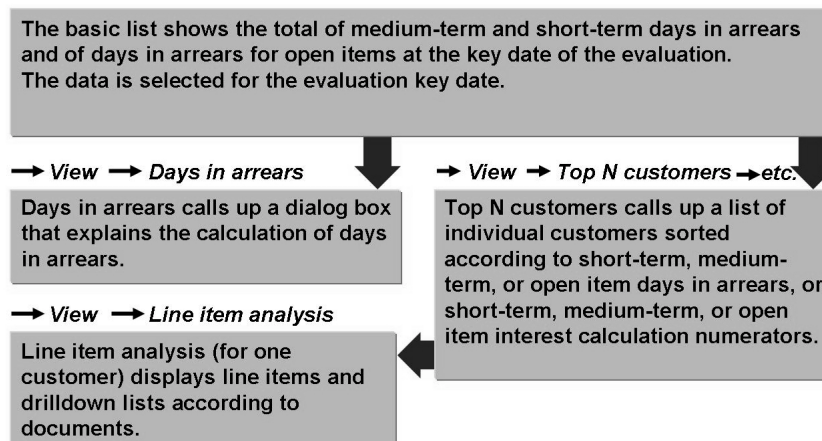 The basic list shows the total of medium-term and short-term days in arrears
and of days in arrears for open items at the key date of the evaluation.
The data is selected for the evaluation key date.
→ View → Days in arrears
Days in arrears calls up a dialog box
that explains the calculation of days
in arrears.
→ View → Top N customers → etc.
Top N customers calls up a list of
individual customers sorted
according to short-term, medium-
term, or open item days in arrears, or
short-term, medium-term, or open
item interest calculation numerators.
→ View → Line item analysis
Line item analysis (for one
customer) displays line items and
drilldown lists according to
documents.